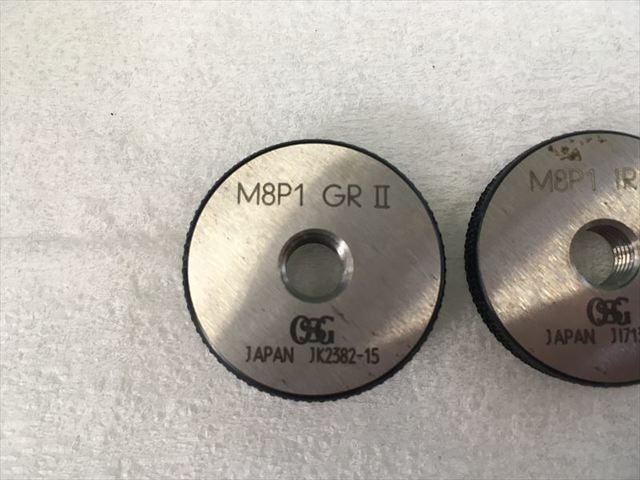 M8P1 GR II
OSG
JAPAN JK2382-15
M8P1 IR
OSG
JAPAN